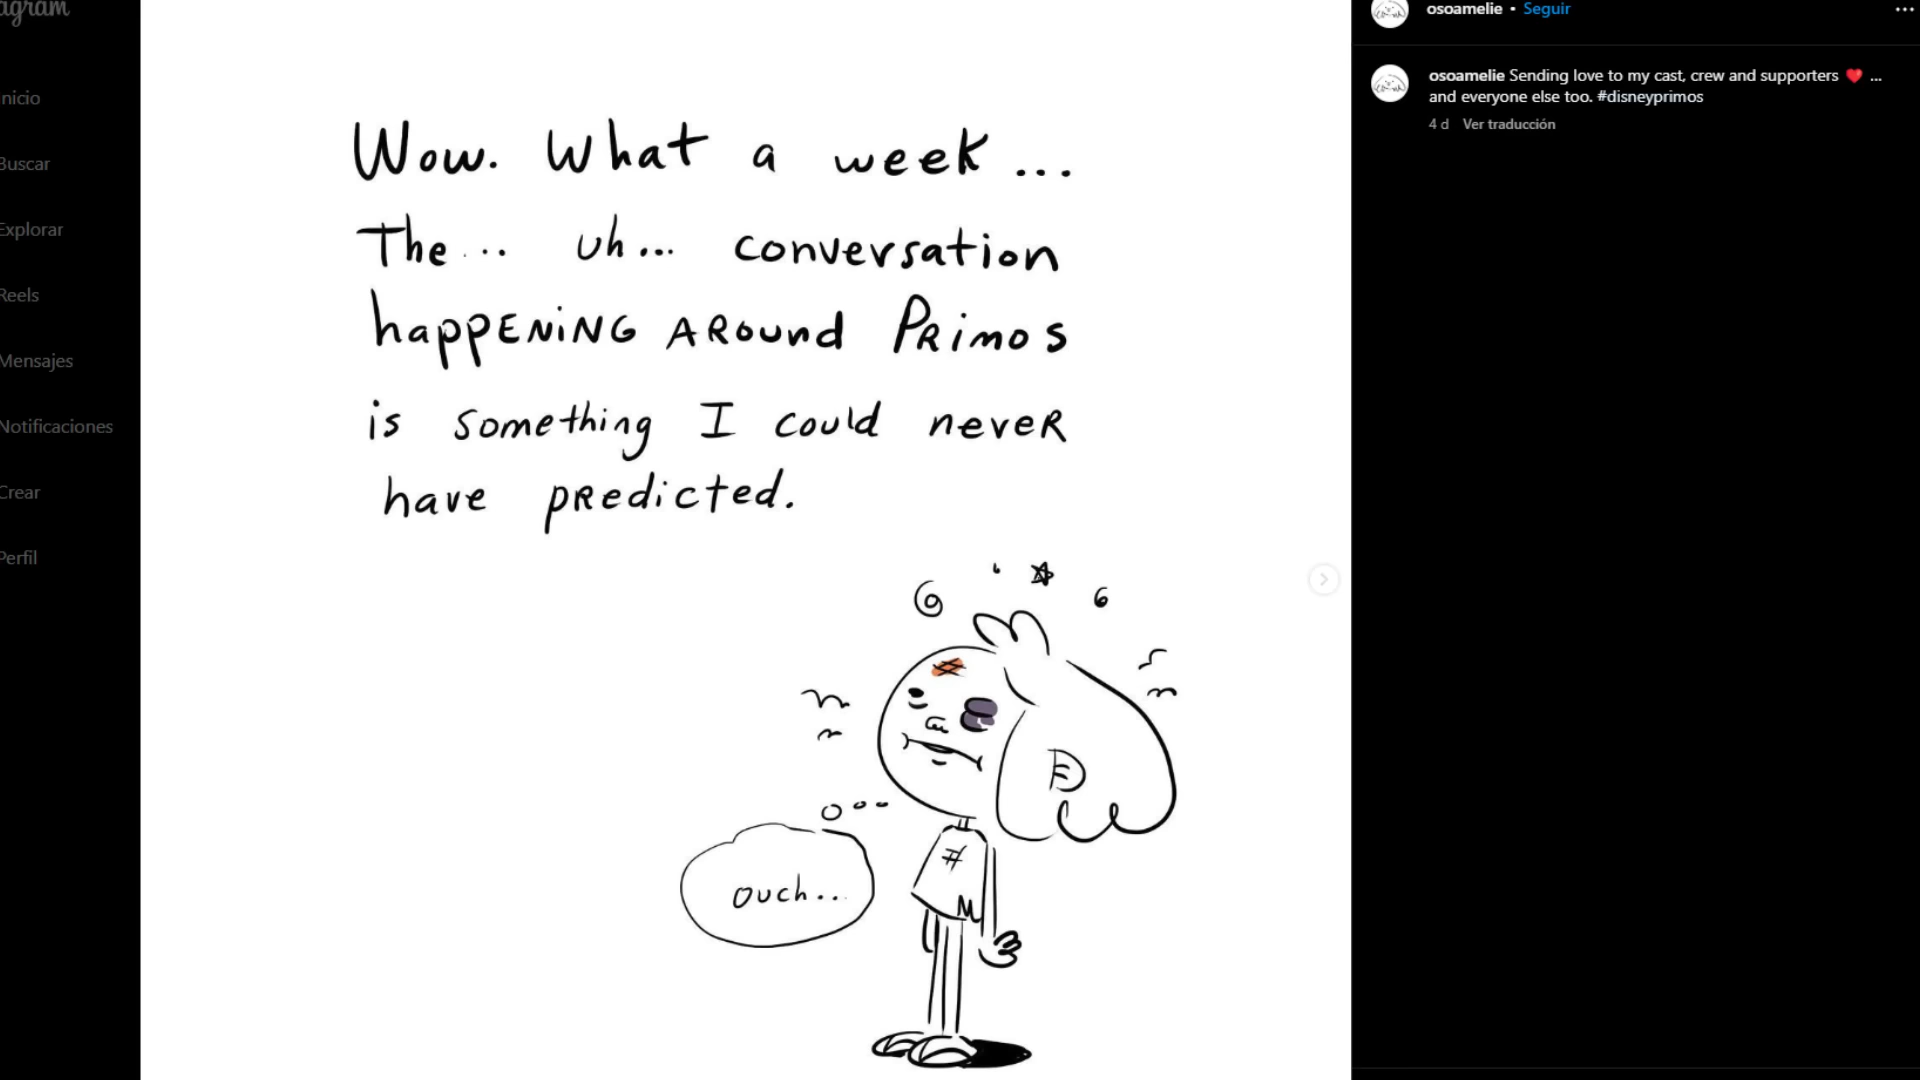 agram
osoamelie • Seguir
osoamelie Sending love to my cast, crew and supporters ❤️ ...
and everyone else too. #disneyprimos
4 d Ver traducción
nicio
Buscar
Explorar
Reels
Mensajes
Notificaciones
Crear
Perfil
Wow. What a week...
The... uh... conversation
happENiNG ARound PRimos
is something I could neveR
have pRedicted.
ouch...
#